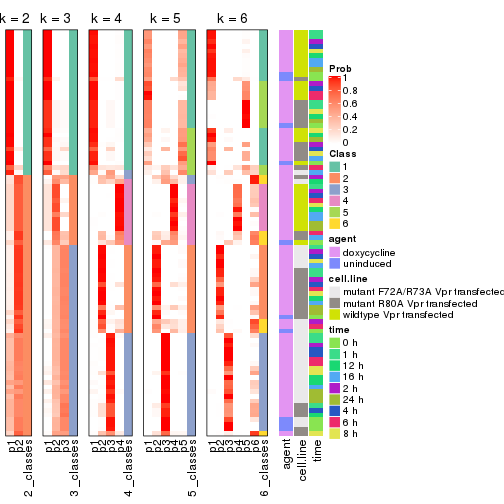 k = 2
k = 3
k = 4
k = 5
k = 6
Prob
1
0.8
0.6
0.4
0.2
0
Class
1
2
3
4
5
6
agent
doxycycline
uninduced
cell.line
mutant F72A/R73A Vpr transfected
mutant R80A Vpr transfected
wildtype Vpr transfected
time
0 h
1 h
12 h
16 h
2 h
24 h
4 h
6 h
8 h
p1
p2
2_classes
p1
p2
p3
3_classes
p1
p2
p3
p4
4_classes
p1
p2
p3
p4
p5
5_classes
p1
p2
p3
p4
p5
p6
6_classes
agent
cell.line
time